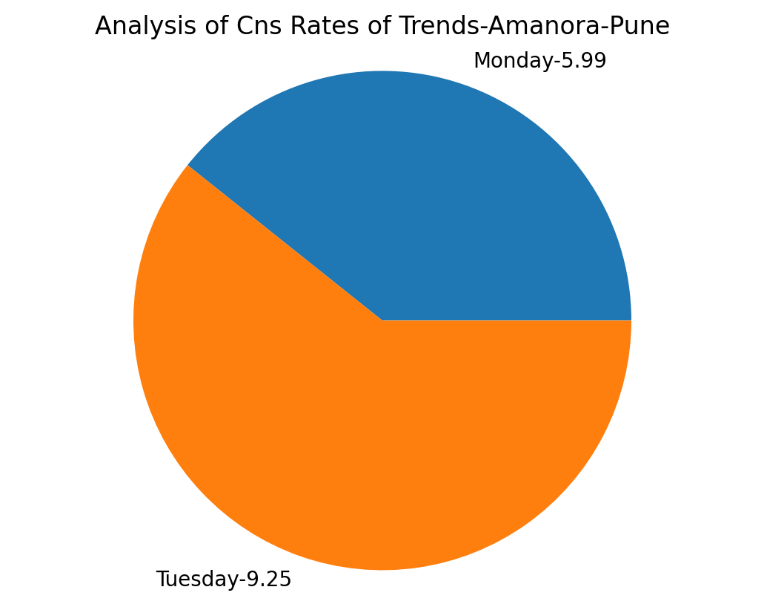 Analysis of Cns Rates of Trends-Amanora-Pune
Monday-5.99
Tuesday-9.25